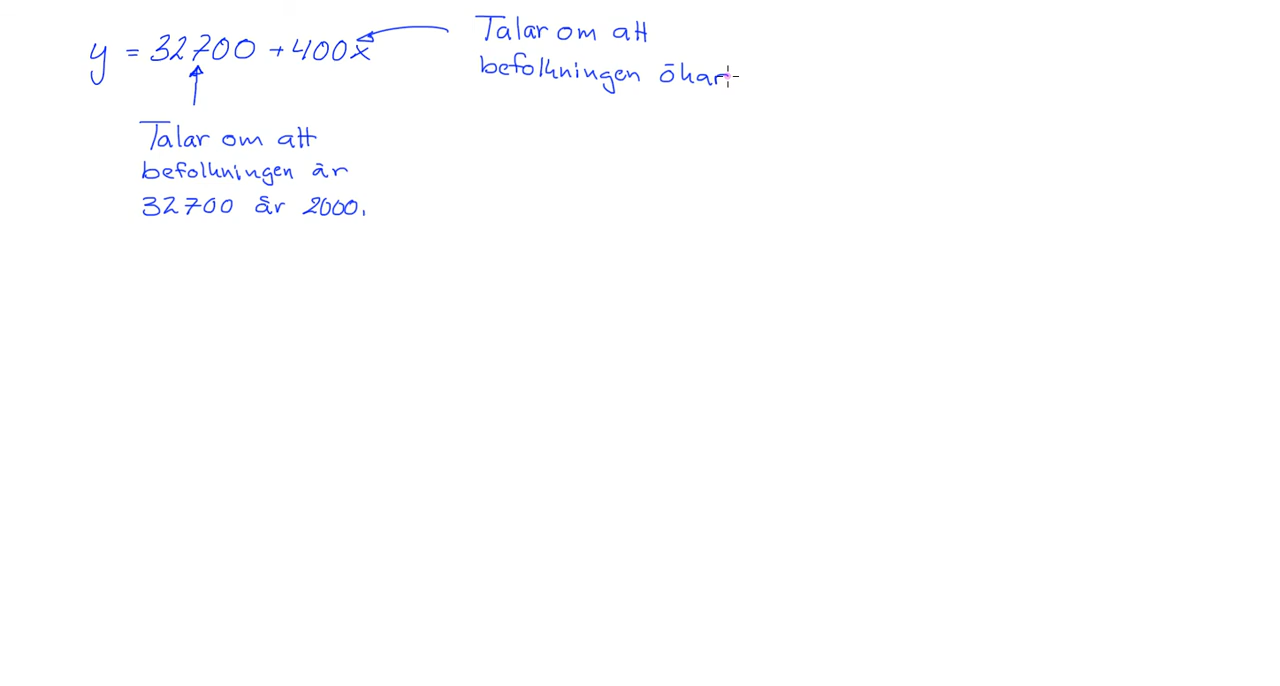 y = 32700 + 400x
Talar om att
befolkningen ökar
Talar om att
befolkningen är
32700 år 2000.